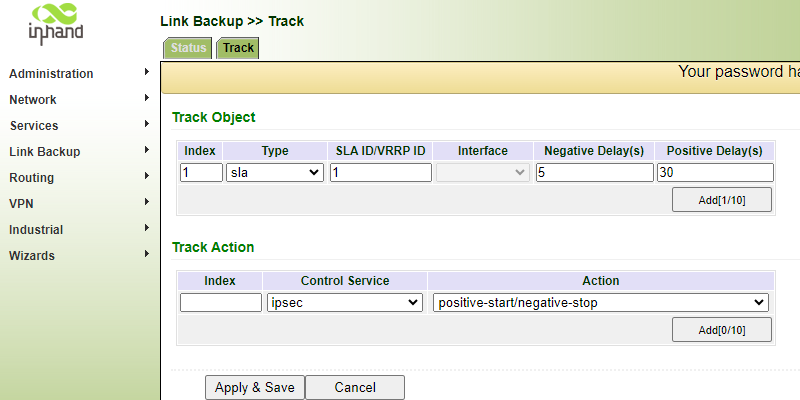 inhand
Link Backup >> Track
Status Track
Your password ha
Administration
Network
Services
Link Backup
Routing
VPN
Industrial
Wizards
Track Object
Index Type SLA ID/VRRP ID Interface Negative Delay(s) Positive Delay(s)
1 sla 1 5 30
Add[1/10]
Track Action
Index Control Service Action
ipsec positive-start/negative-stop
Add[0/10]
Apply & Save Cancel